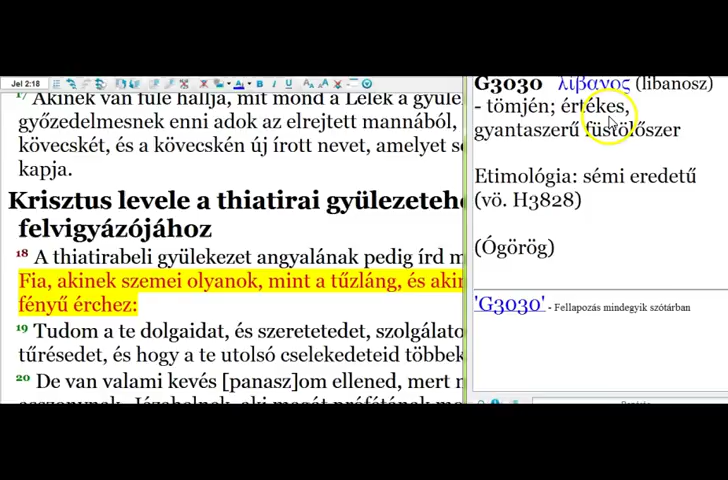 Jel 2:18
17 Akinek van füle hallja, mit mond a Lélek a gyüle
győzedelmesnek enni adok az elrejtett mannából,
kövecskét, és a kövecskén új írott nevet, amelyet se
kapja.
Krisztus levele a thiatirai gyülezetehe
felvigyázójához
18 A thiatirabeli gyülekezet angyalának pedig írd m
Fia, akinek szemei olyanok, mint a tűzláng, és akin
fényű érchez:
19 Tudom a te dolgaidat, és szeretetedet, szolgálato
tűrésedet, és hogy a te utolsó cselekedeteid többek
20 De van valami kevés [panasz]om ellened, mert m
G3030 λίβανος (libanosz)
- tömjén; értékes,
gyantaszerű füstölőszer
Etimológia: sémi eredetű
(vö. H3828)
(Ógörög)
'G3030' - Fellapozás mindegyik szótárban